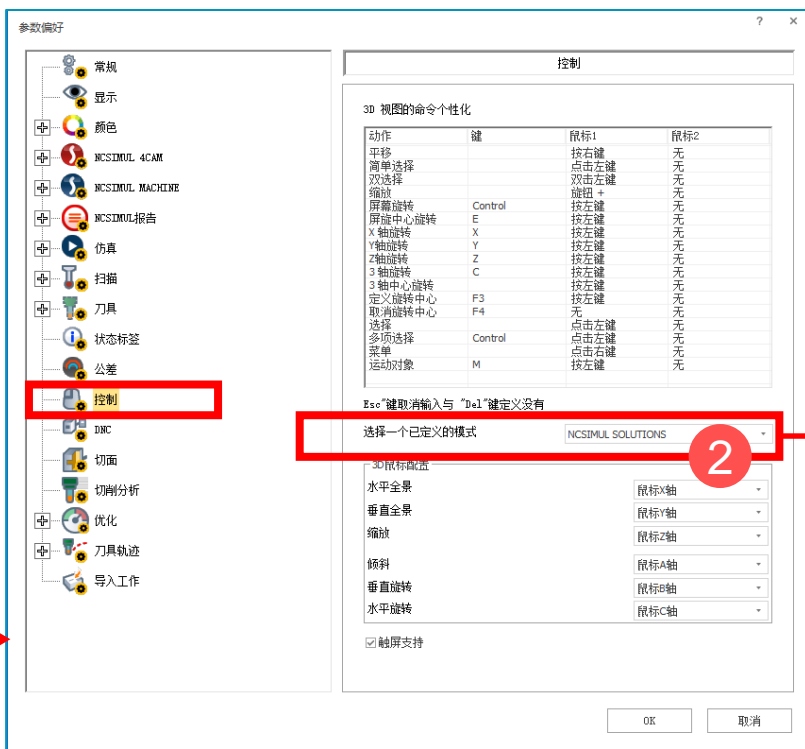 参数偏好
? ×
常规
显示
颜色
NCSIMUL 4CAM
NCSIMUL MACHINE
NCSIMUL报告
仿真
扫描
刀具
状态标签
公差
控制
DNC
切面
切削分析
优化
刀具轨迹
导入工作
控制
3D 视图的命令个性化
动作 键 鼠标1 鼠标2
平移 按右键 无
简单选择 点击左键 无
双选择 双击左键 无
缩放 旋钮 + 无
屏幕旋转 Control 按左键 无
屏旋中心旋转 E 按左键 无
X 轴旋转 X 按左键 无
Y轴旋转 Y 按左键 无
Z轴旋转 Z 按左键 无
3 轴旋转 C 按左键 无
3 轴中心旋转 按左键 无
定义旋转中心 F3 按左键 无
取消旋转中心 F4 无 无
选择 点击左键 无
多项选择 Control 点击左键 无
菜单 点击右键 无
运动对象 M 按左键 无
Esc"键取消输入与 "Del"键定义没有
选择一个已定义的模式 NCSIMUL SOLUTIONS
2
3D鼠标配置
水平全景 鼠标X轴
垂直全景 鼠标Y轴
缩放 鼠标Z轴
倾斜 鼠标A轴
垂直旋转 鼠标B轴
水平旋转 鼠标C轴
触屏支持
OK 取消